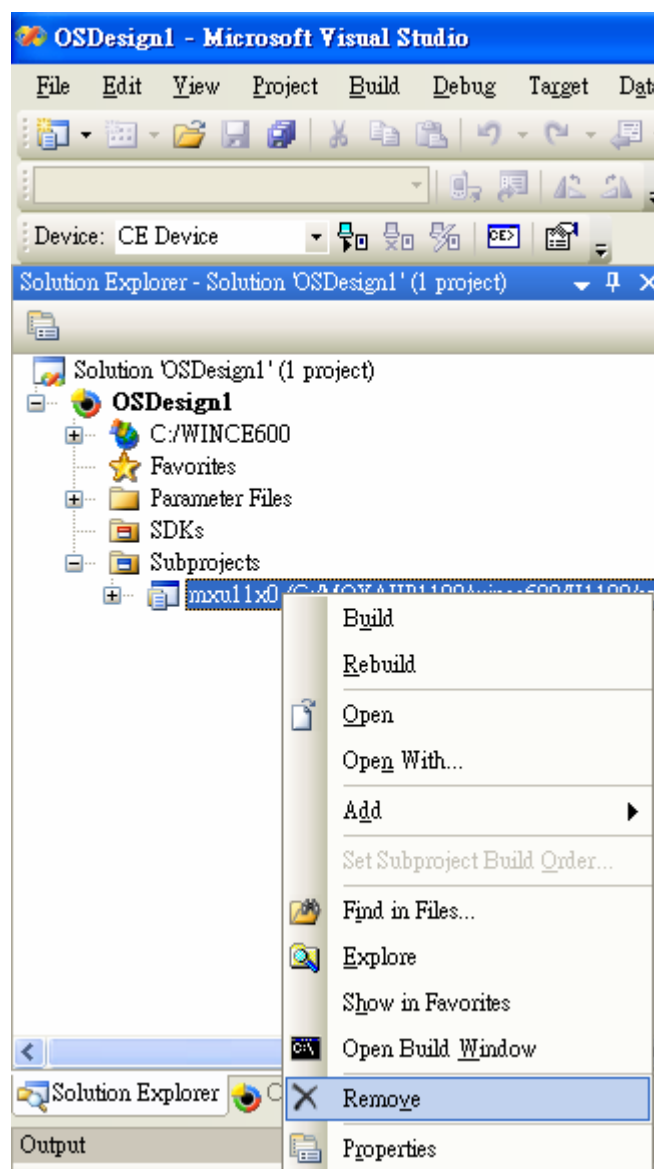 OSDesign1 - Microsoft Visual Studio
File Edit View Project Build Debug Target
Device: CE Device
Solution Explorer - Solution 'OSDesign1' (1 project)
Solution 'OSDesign1' (1 project)
OSDesign1
C:/WINCE600
Favorites
Parameter Files
SDKs
Subprojects
mxu11x0
Build
Rebuild
Open
Open With...
Add
Set Subproject Build Order...
Find in Files...
Explore
Show in Favorites
Open Build Window
Solution Explorer C
Remove
Output
Properties